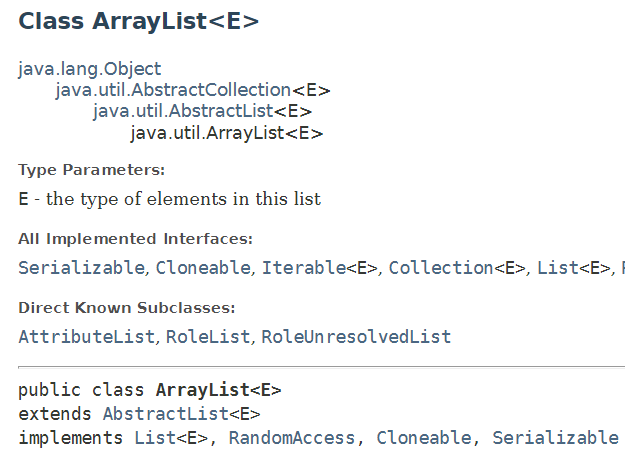 Class ArrayList<E>
java.lang.Object
java.util.AbstractCollection<E>
java.util.AbstractList<E>
java.util.ArrayList<E>
Type Parameters:
E - the type of elements in this list
All Implemented Interfaces:
Serializable, Cloneable, Iterable<E>, Collection<E>, List<E>,
Direct Known Subclasses:
AttributeList, RoleList, RoleUnresolvedList
public class ArrayList<E>
extends AbstractList<E>
implements List<E>, RandomAccess, Cloneable, Serializable